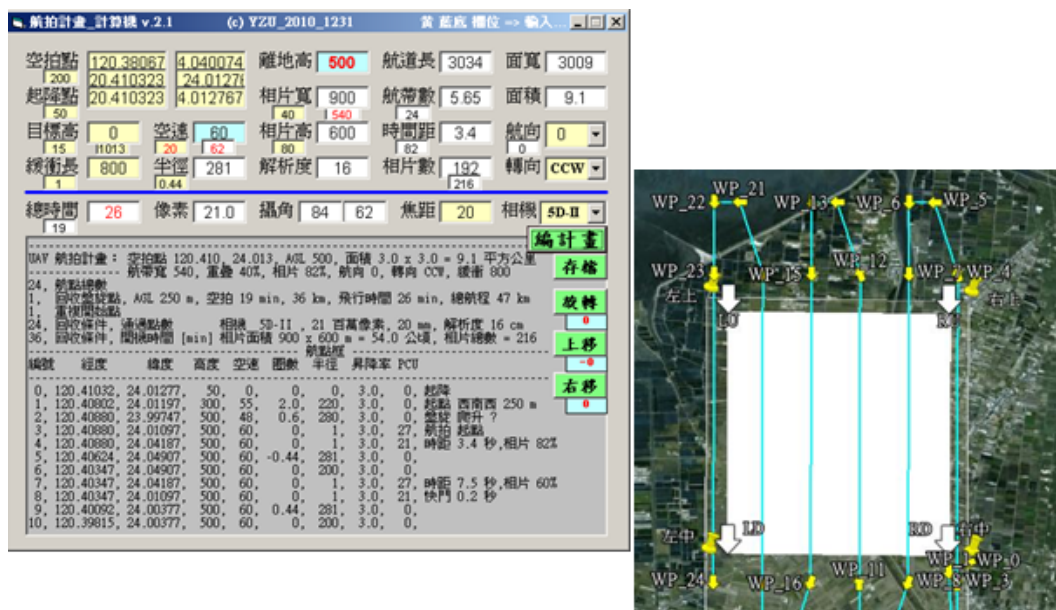 航拍計畫_計算機 v.2.1 (c) YZU_2010_1231 黃 藍底 欄位 => 輸入...
空拍點 120.38067 4.040074 離地高 500 航道長 3034 面寬 3009
200 20.410323 24.0127
起降點 20.410323 4.012767 相片寬 900 航帶數 5.65 面積 9.1
50 40 540 24
目標高 0 空速 60 相片高 600 時間距 3.4 航向 0
15 1013 20 62 80 82 0
緩衝長 800 半徑 281 解析度 16 相片數 192 轉向 CCW
1 0.44 216
總時間 26 像素 21.0 攝角 84 62 焦距 20 相機 5D-II
19
編計畫
存檔
旋轉
0
上移
-0
右移
0
UAV 航拍計畫： 空拍點 120.410, 24.013, AGL 500, 面積 3.0 x 3.0 = 9.1 平方公里
航帶寬 540, 重疊 40%, 相片 82%, 航向 0, 轉向 CCW, 緩衝 800
24, 航點總數
1, 回收盤旋點, AGL 250 m, 空拍 19 min, 36 km, 飛行時間 26 min, 總航程 47 km
1, 重複開始點
24, 回收條件, 通過點數 相機 5D-II , 21 百萬像素, 20 mm, 解析度 16 cm
36, 回收條件, 開機時間 [min] 相片面積 900 x 600 m = 54.0 公頃, 相片總數 = 216
航點框
編號 經度 緯度 高度 空速 圈數 半徑 昇降率 PCU
0, 120.41032, 24.01277, 50, 0, 0, 0, 3.0, 0, 起降
1, 120.40802, 24.01197, 300, 55, 2.0, 220, 3.0, 0, 起點 西南西 250 m
2, 120.40880, 23.99747, 500, 48, 0.6, 280, 3.0, 0, 盤旋 爬升 ?
3, 120.40880, 24.01097, 500, 60, 0, 1, 3.0, 27, 航拍 起點
4, 120.40880, 24.04187, 500, 60, 0, 1, 3.0, 21, 時距 3.4 秒,相片 82%
5, 120.40624, 24.04907, 500, 60, -0.44, 281, 3.0, 0,
6, 120.40347, 24.04907, 500, 60, 0, 200, 3.0, 0,
7, 120.40347, 24.04187, 500, 60, 0, 1, 3.0, 27, 時距 7.5 秒,相片 60%
8, 120.40347, 24.01097, 500, 60, 0, 1, 3.0, 21, 快門 0.2 秒
9, 120.40092, 24.00377, 500, 60, 0.44, 281, 3.0, 0,
10, 120.39815, 24.00377, 500, 60, 0, 200, 3.0, 0,
WP_21
WP_22 WP_13 WP_6 WP_5
WP_23 WP_15 WP_12 WP_4
左上 右上
LU
左中 LD RD 右中
WP_1 WP_0
WP_24 WP_16 WP_11 WP_8 WP_3